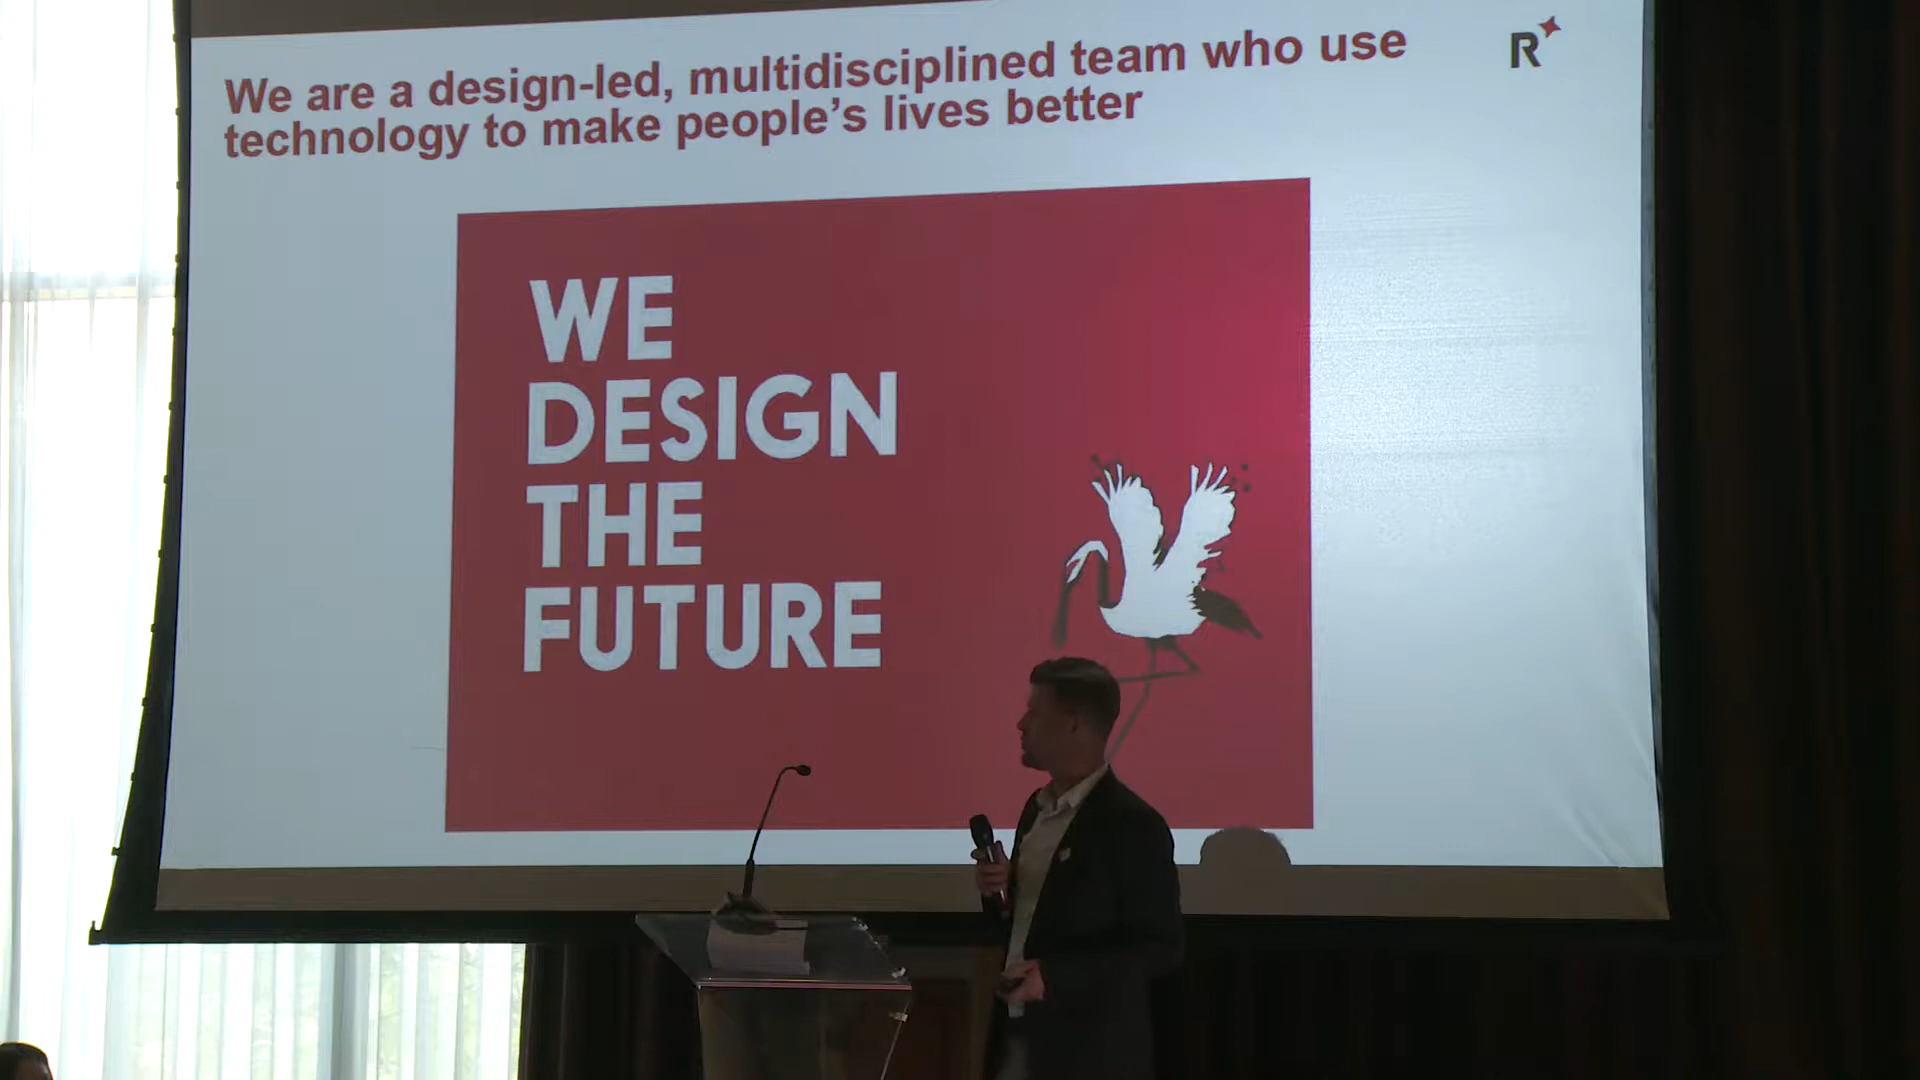 We are a design-led, multidisciplined team who use
technology to make people's lives better
R
WE
DESIGN
THE
FUTURE